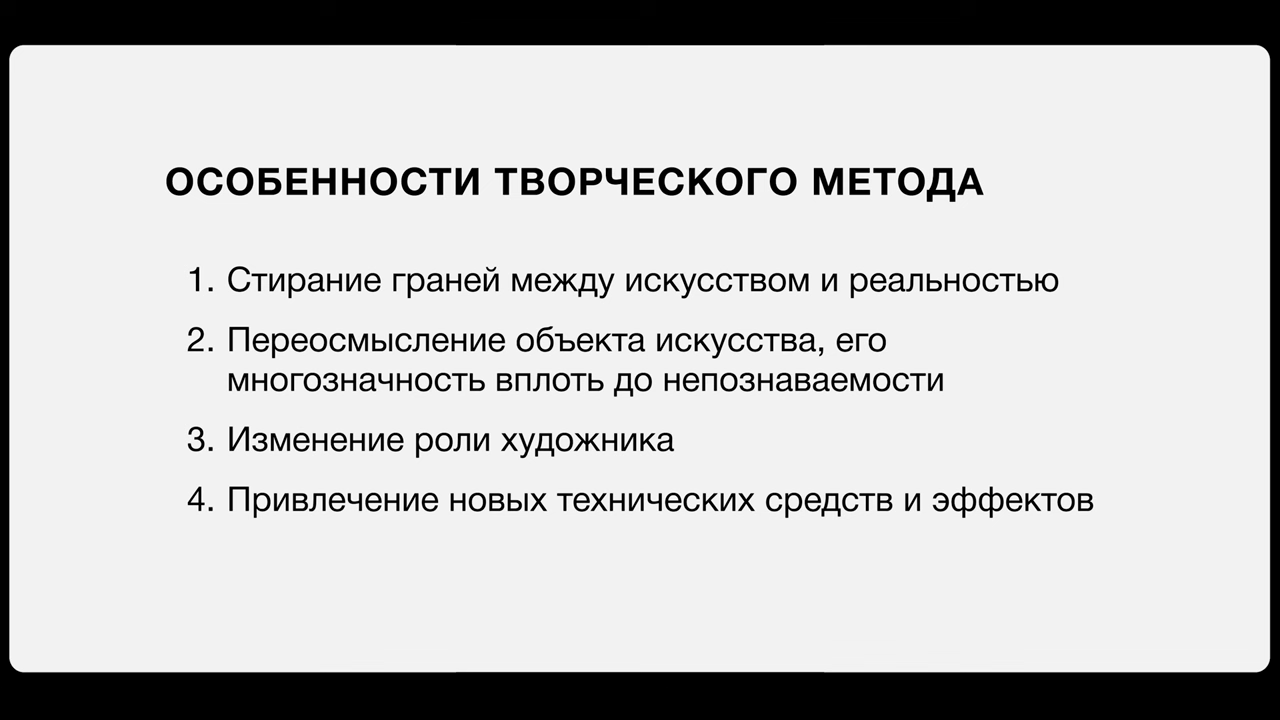 ОСОБЕННОСТИ ТВОРЧЕСКОГО МЕТОДА
1. Стирание граней между искусством и реальностью
2. Переосмысление объекта искусства, его
многозначность вплоть до непознаваемости
3. Изменение роли художника
4. Привлечение новых технических средств и эффектов